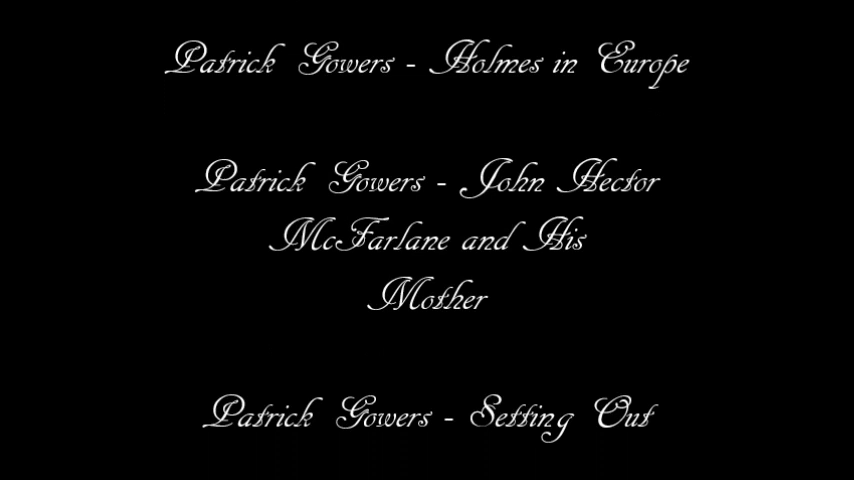 Patrick Gowers - Holmes in Europe
Patrick Gowers - John Hector
McFarlane and His
Mother
Patrick Gowers - Setting Out